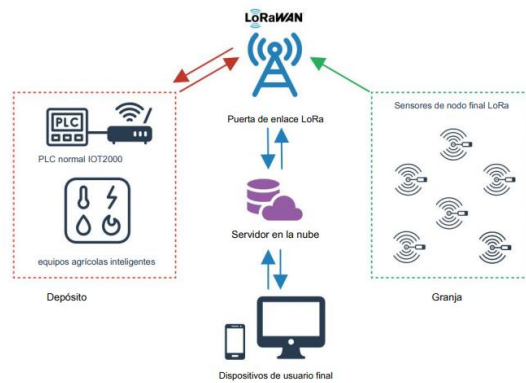 LoRaWAN
Puerta de enlace LoRa
PLC
PLC normal IOT2000
equipos agrícolas inteligentes
Depósito
Sensores de nodo final LoRa
Granja
Servidor en la nube
Dispositivos de usuario final